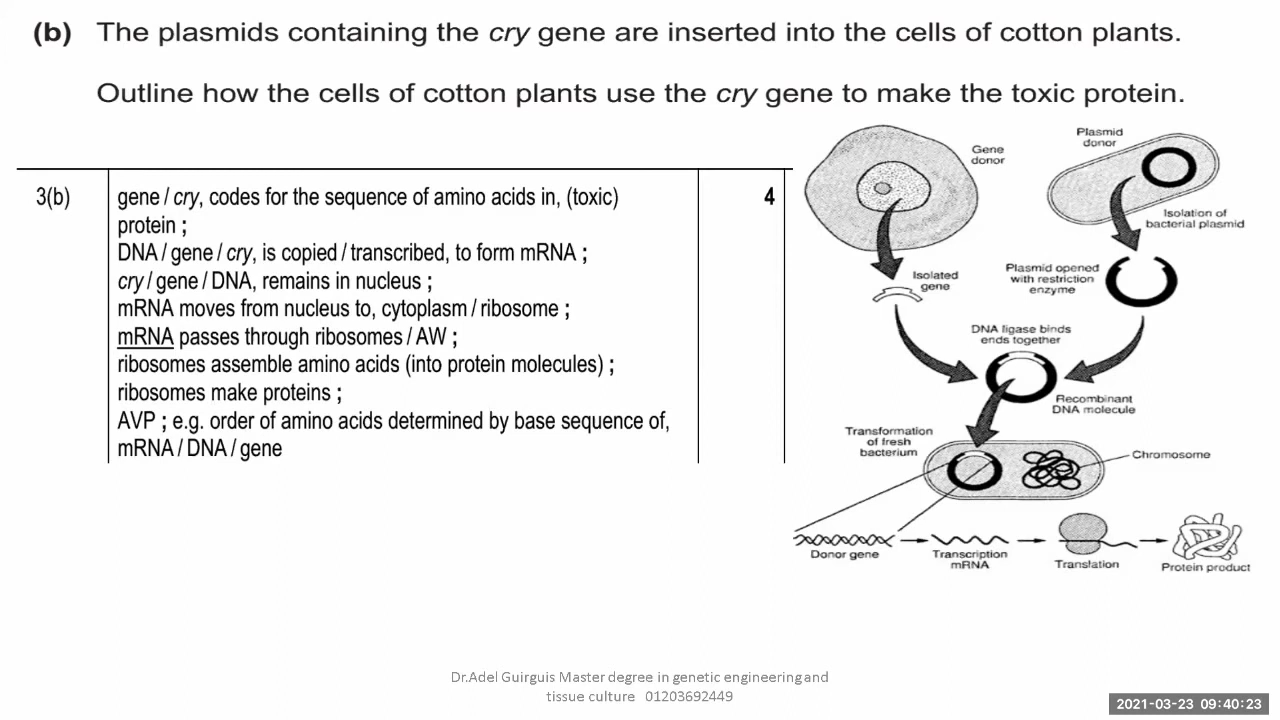 (b) The plasmids containing the cry gene are inserted into the cells of cotton plants.
Outline how the cells of cotton plants use the cry gene to make the toxic protein.
3(b)
gene / cry, codes for the sequence of amino acids in, (toxic)
protein ;
DNA / gene / cry, is copied / transcribed, to form mRNA ;
cry / gene / DNA, remains in nucleus ;
mRNA moves from nucleus to, cytoplasm / ribosome ;
mRNA passes through ribosomes / AW ;
ribosomes assemble amino acids (into protein molecules) ;
ribosomes make proteins ;
AVP ; e.g. order of amino acids determined by base sequence of,
mRNA / DNA / gene
4
Gene
donor
Plasmid
donor
Isolation of
bacterial plasmid
Isolated
gene
Plasmid opened
with restriction
enzyme
DNA ligase binds
ends together
Recombinant
DNA molecule
Transformation
of fresh
bacterium
Chromosome
Donor gene
Transcription
mRNA
Translation
Protein product
Dr.Adel Guirguis Master degree in genetic engineering and
tissue culture 01203692449
2021-03-23 09:40:23